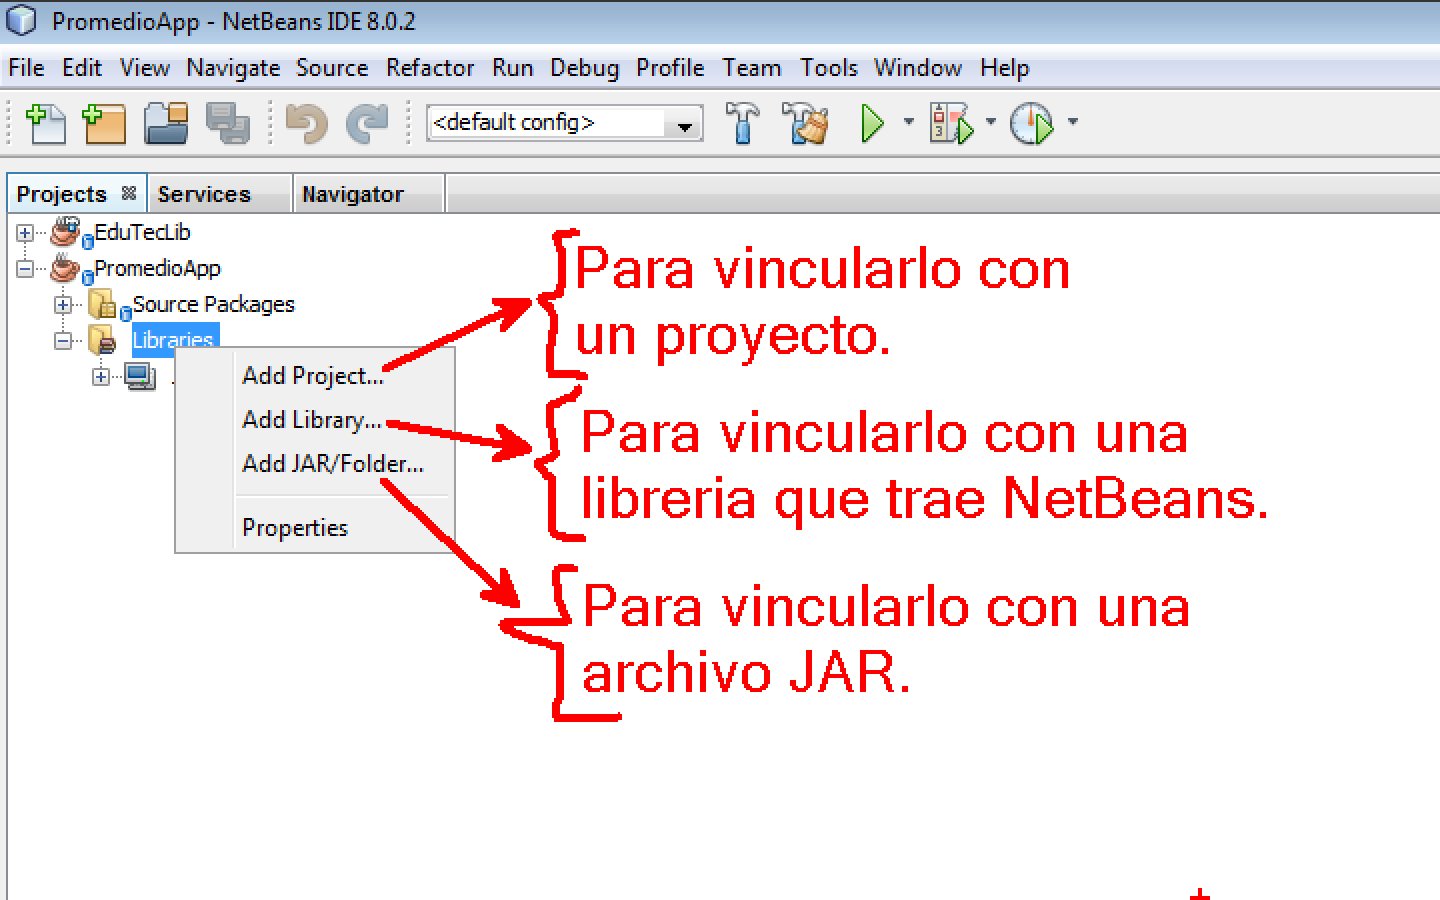 PromedioApp - NetBeans IDE 8.0.2
File Edit View Navigate Source Refactor Run Debug Profile Team Tools Window Help
<default config>
Projects Services Navigator
EduTecLib
PromedioApp
Source Packages
Libraries
Add Project...
Add Library...
Add JAR/Folder...
Properties
Para vincularlo con
un proyecto.
Para vincularlo con una
libreria que trae NetBeans.
Para vincularlo con una
archivo JAR.